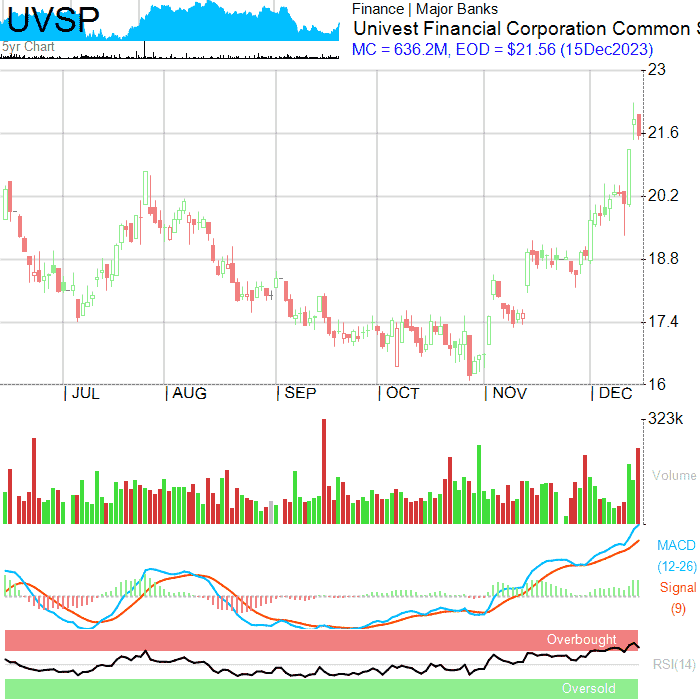 UVSP
5yr Chart
Finance | Major Banks
Univest Financial Corporation Common S
MC = 636.2M, EOD = $21.56 (15Dec2023)
23
21.6
20.2
18.8
17.4
16
JUL AUG SEP OCT NOV DEC
323k
Volume
MACD
(12-26)
Signal
(9)
Overbought
RSI(14)
Oversold